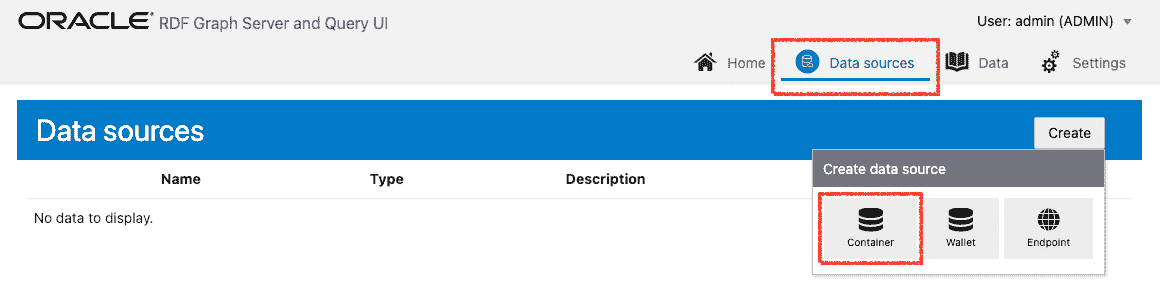 ORACLE® RDF Graph Server and Query UI
User: admin (ADMIN)
Home Data sources Data Settings
Data sources
Create
Create data source
Name Type Description
No data to display.
Container Wallet Endpoint